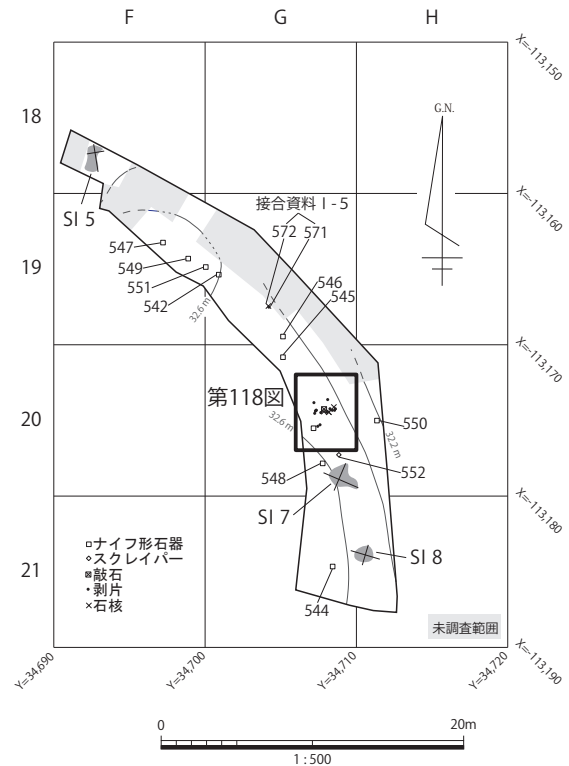 F G H
X=-113,150
18
G.N.
SI 5
X=-113,160
接合資料Ⅰ-5
572 571
547
19
549
551
542
546
545
32.6 m
X=-113,170
第118図
20
32.6 m
550
32.2 m
552
548
SI 7
X=-113,180
SI 8
ナイフ形石器
スクレイパー
敲石
剥片
石核
21
544
未調査範囲
X=-113,190
Y=34,690
Y=34,700
Y=34,710
Y=34,720
0 20m
1 : 500